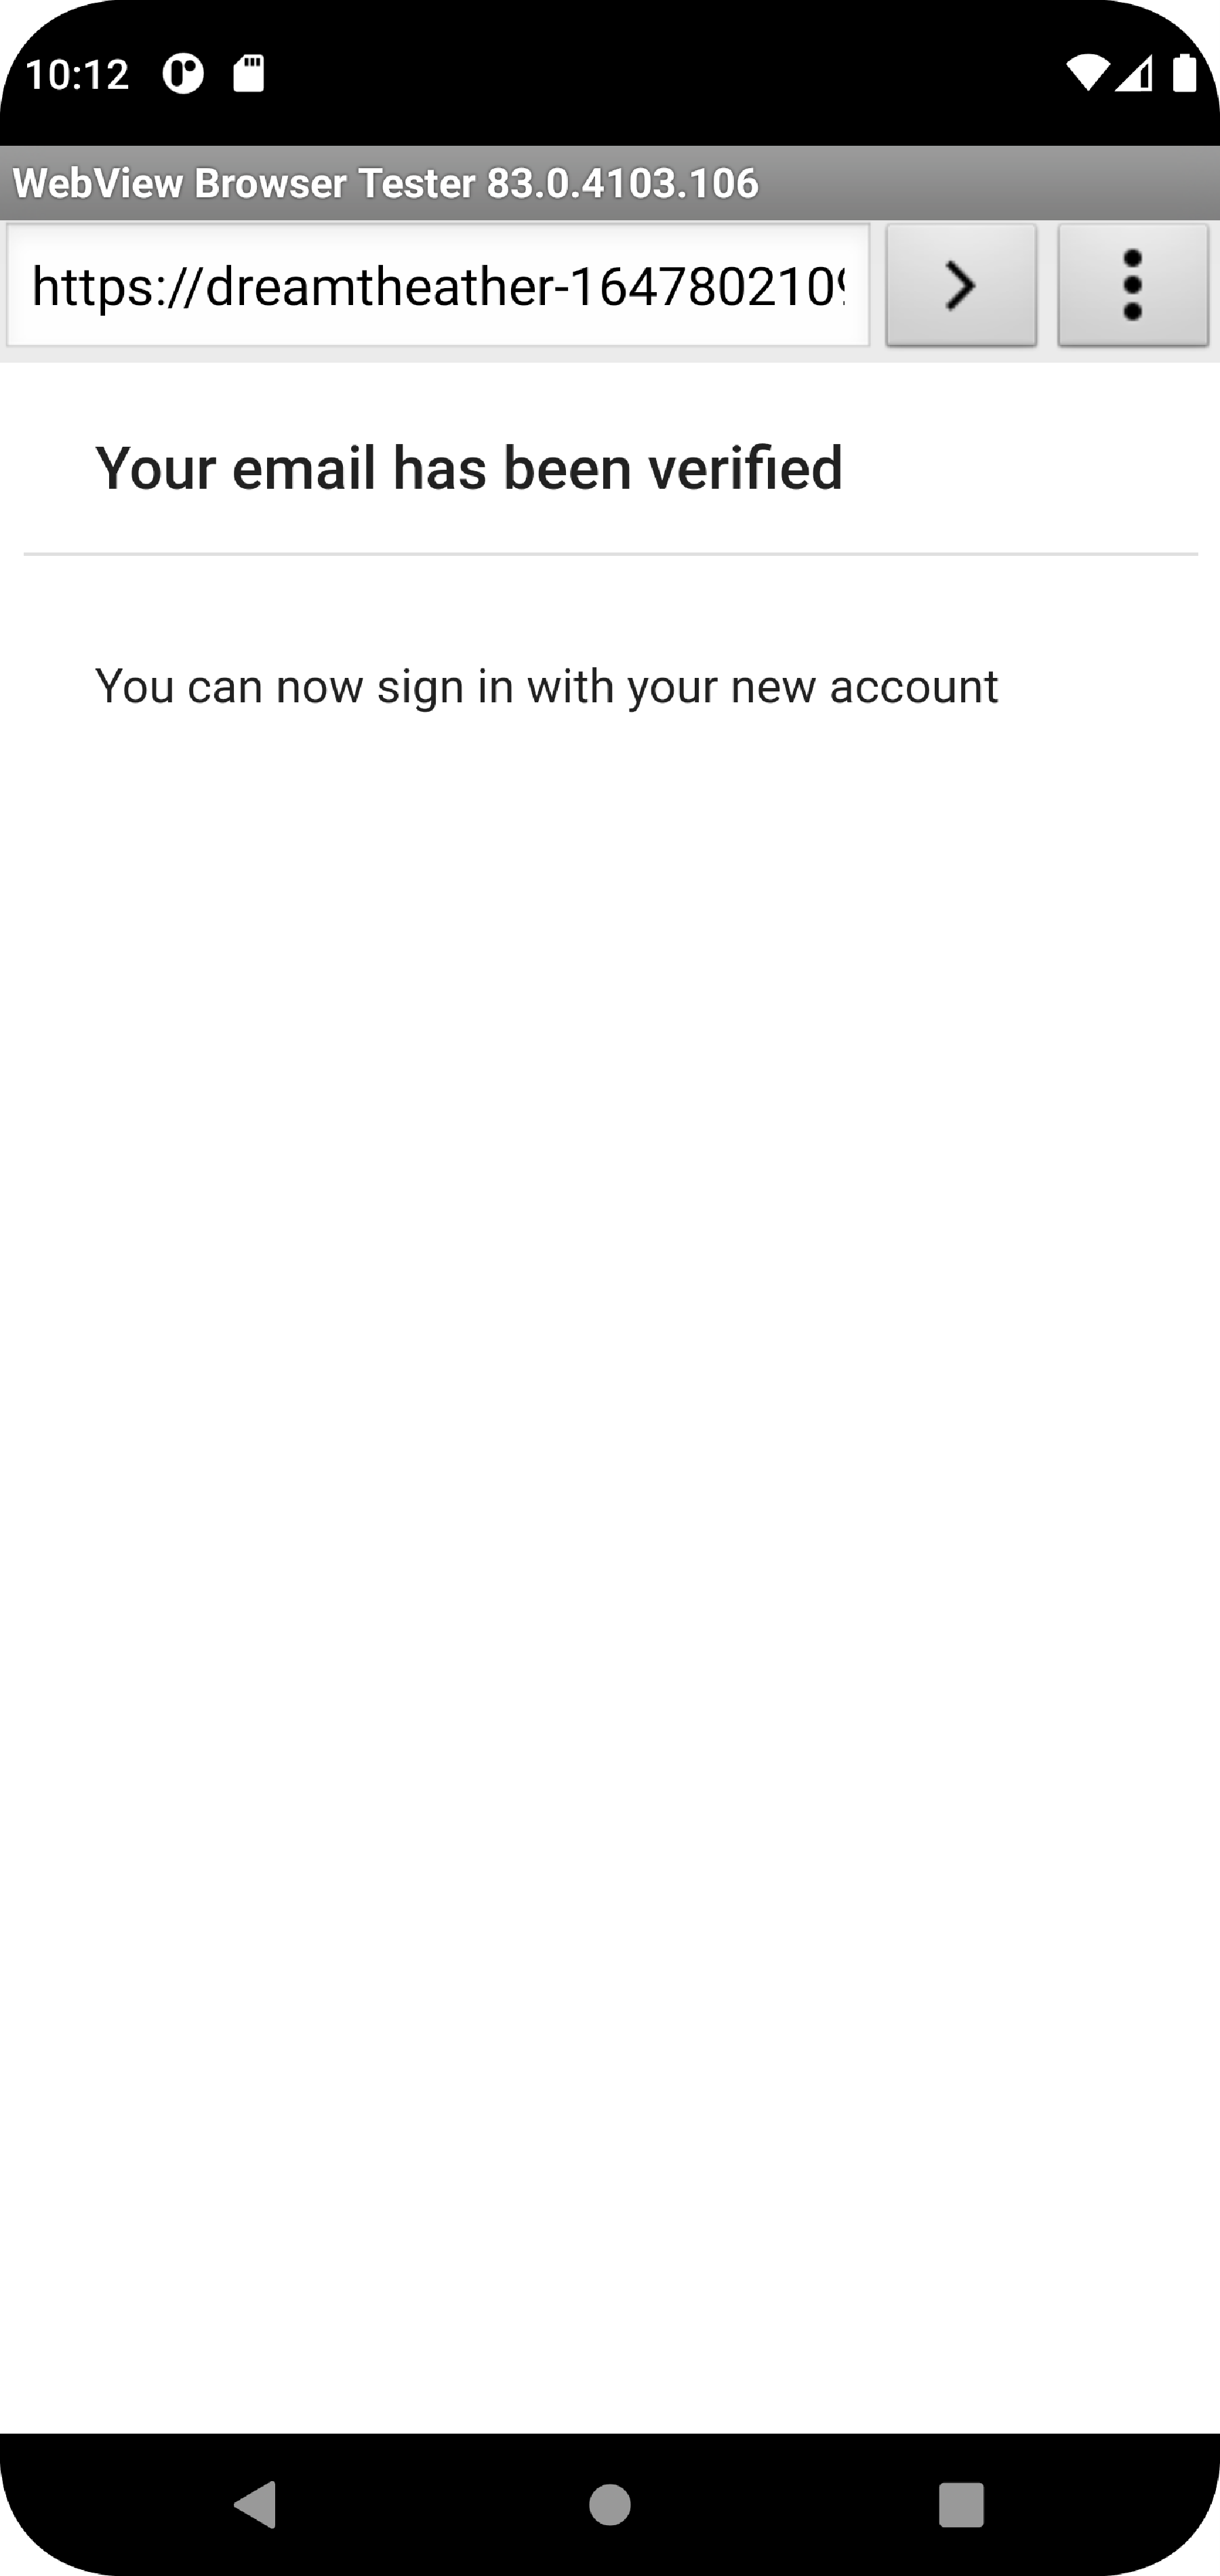 10:12
WebView Browser Tester 83.0.4103.106
https://dreamtheather-164780210
Your email has been verified
You can now sign in with your new account